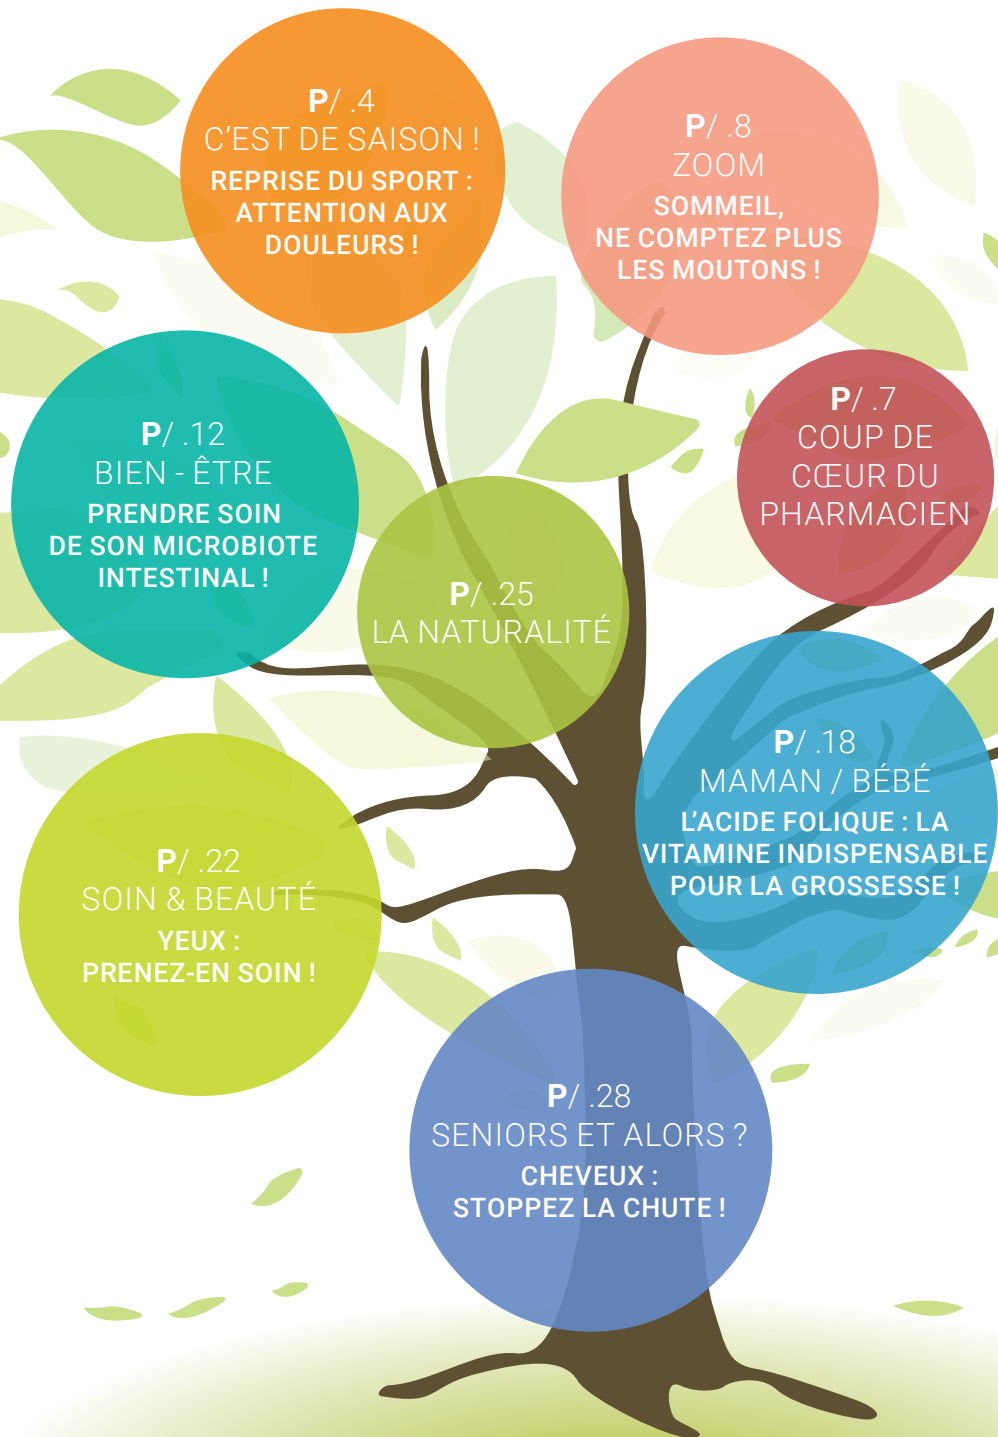 P/ .4
C'EST DE SAISON !
REPRISE DU SPORT :
ATTENTION AUX
DOULEURS !
P/ .8
ZOOM
SOMMEIL,
NE COMPTEZ PLUS
LES MOUTONS !
P/ .12
BIEN - ÊTRE
PRENDRE SOIN
DE SON MICROBIOTE
INTESTINAL !
P/ .7
COUP DE
CŒUR DU
PHARMACIEN
P/ .25
LA NATURALITÉ
P/ .18
MAMAN / BÉBÉ
L'ACIDE FOLIQUE : LA
VITAMINE INDISPENSABLE
POUR LA GROSSESSE !
P/ .22
SOIN & BEAUTÉ
YEUX :
PRENEZ-EN SOIN !
P/ .28
SENIORS ET ALORS ?
CHEVEUX :
STOPPEZ LA CHUTE !